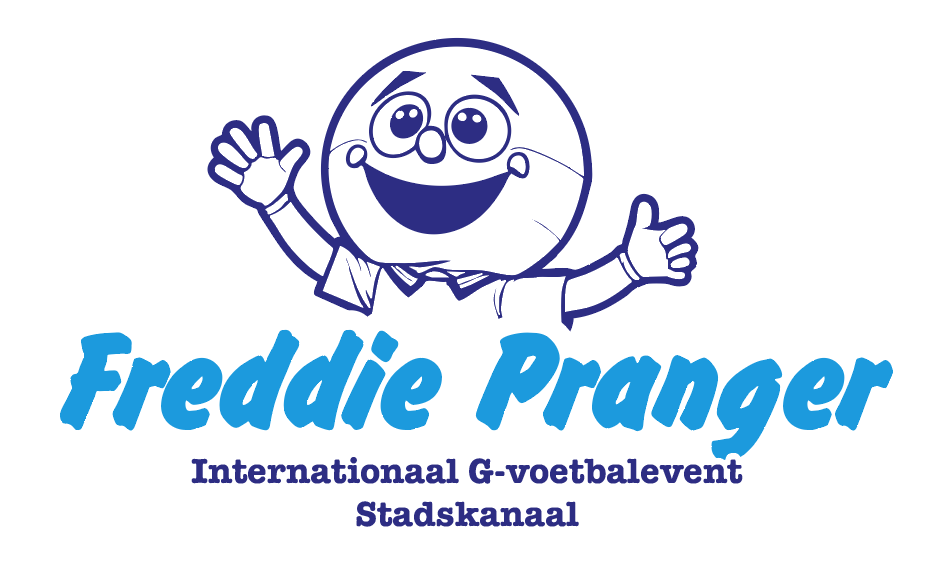 Freddie Pranger
Internationaal G-voetbalevent
Stadskanaal